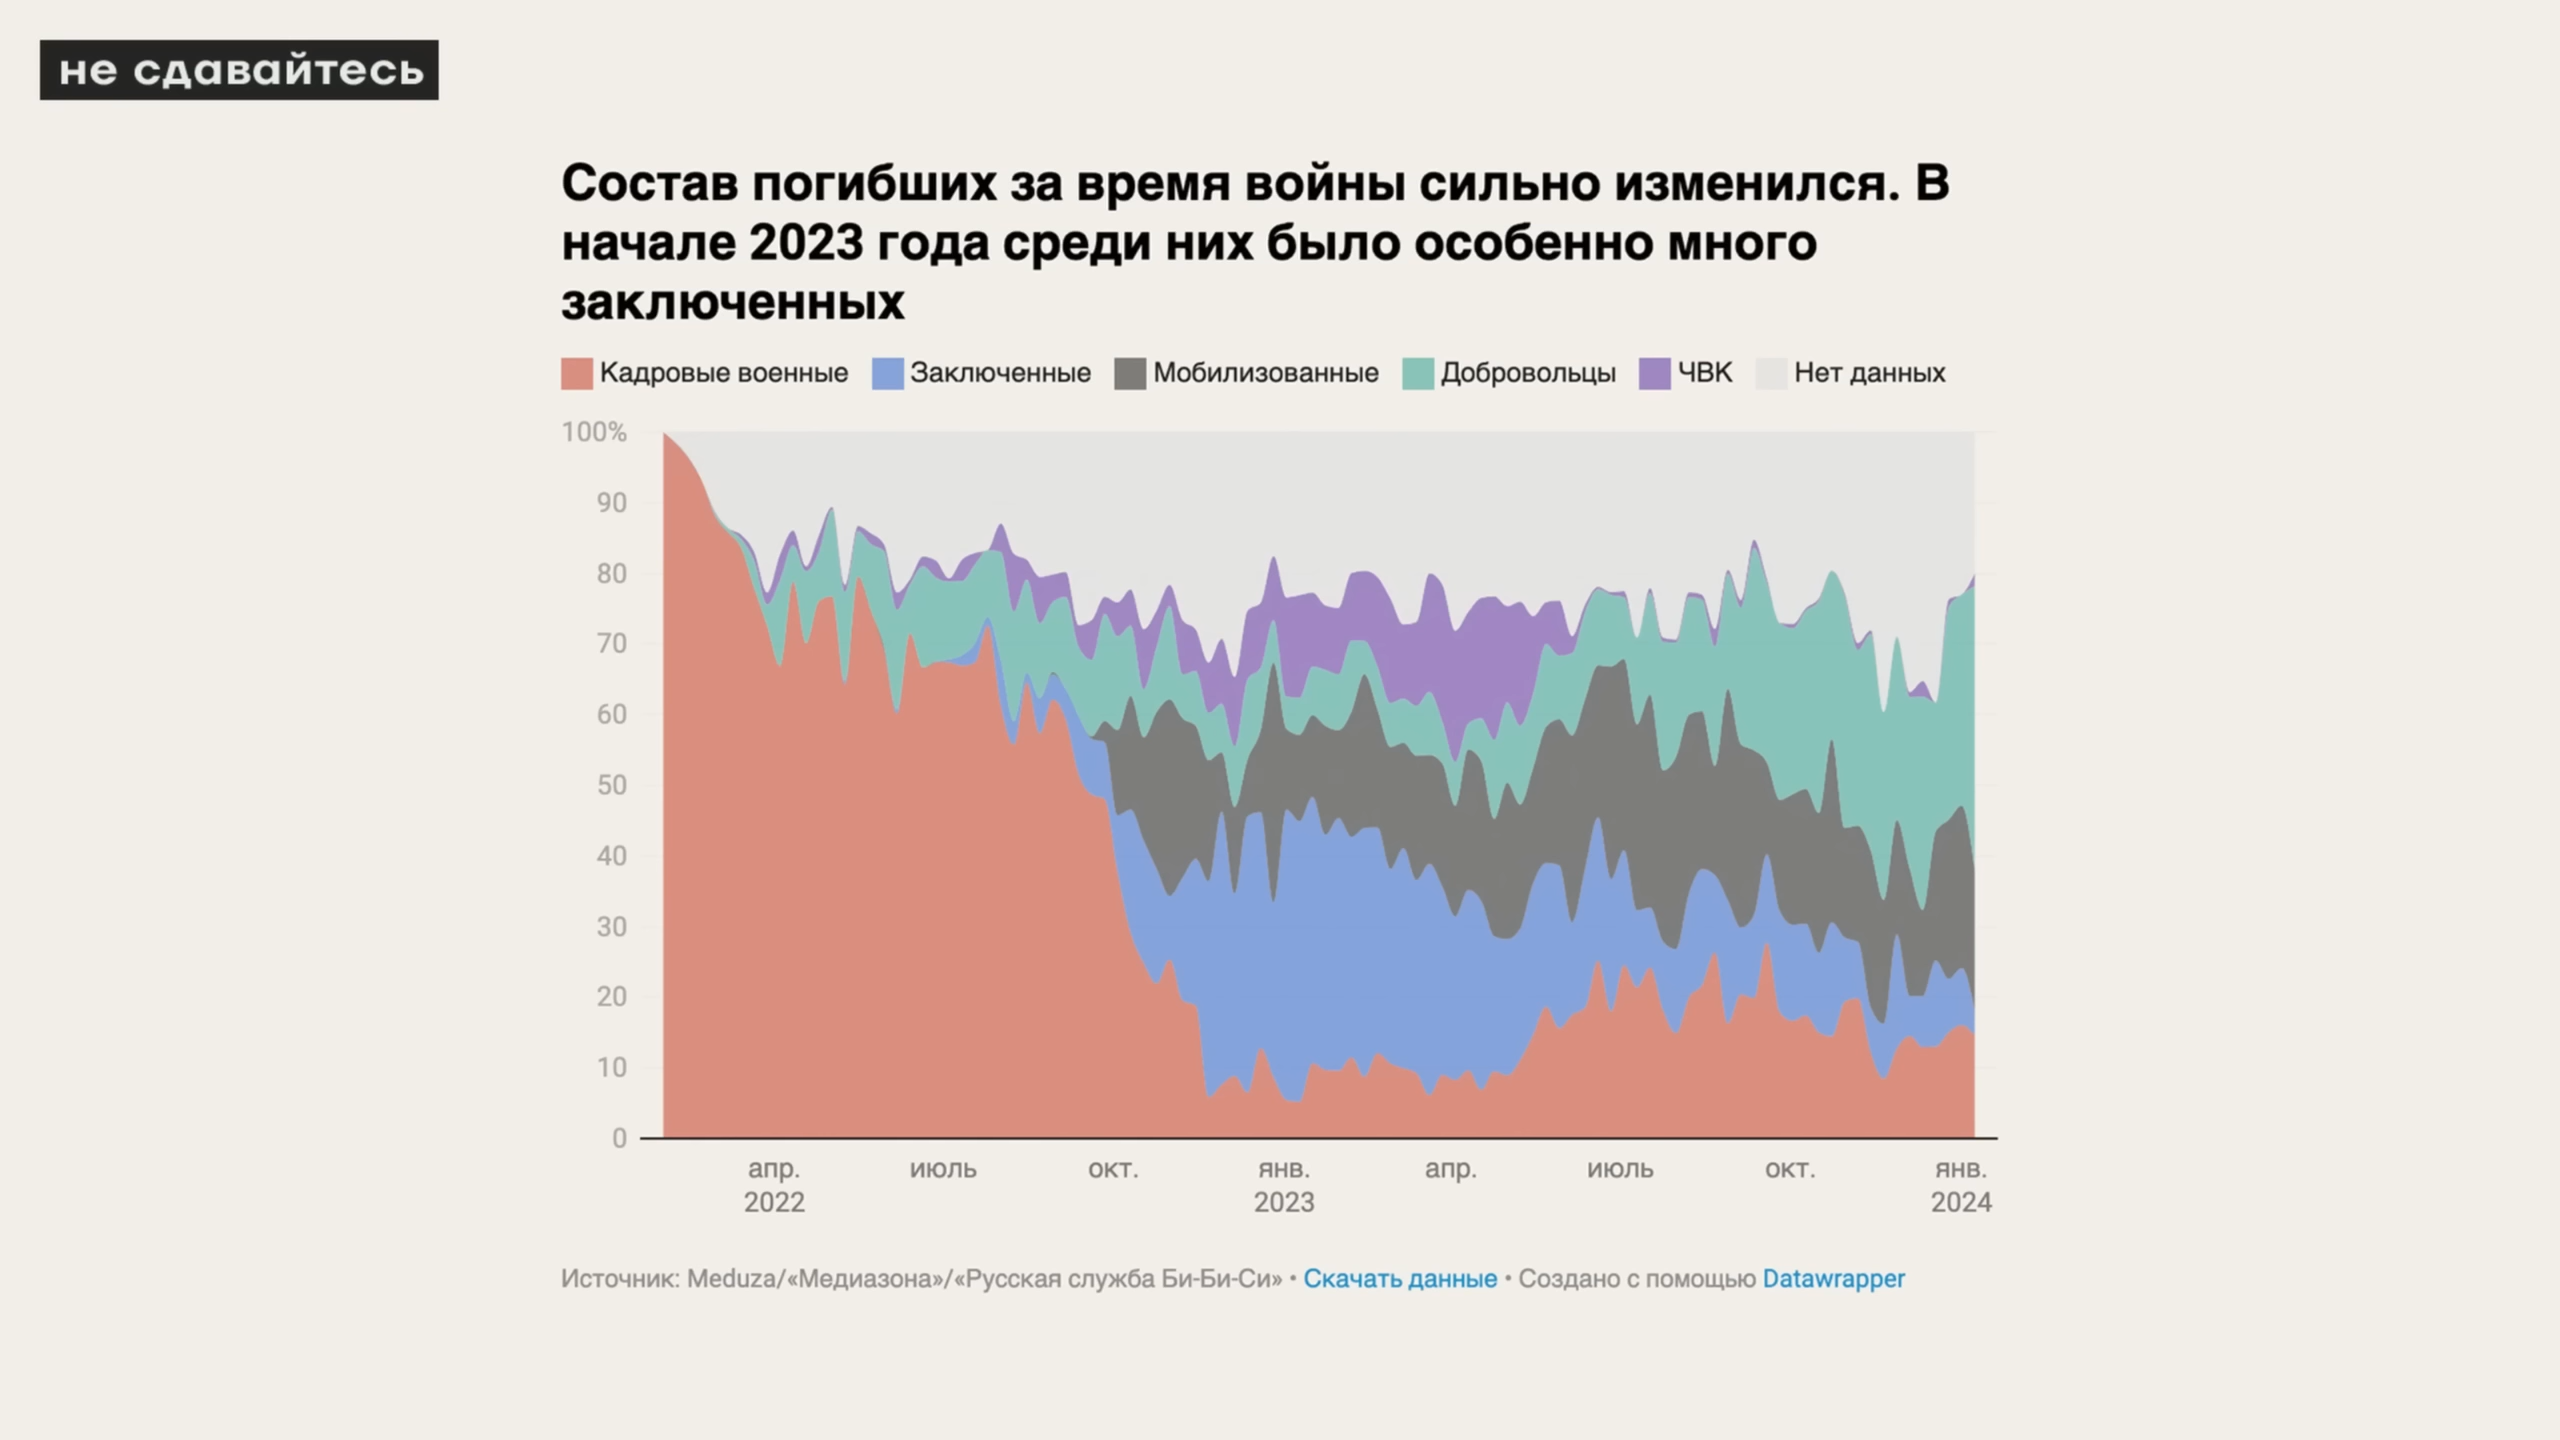 не сдавайтесь
Состав погибших за время войны сильно изменился. В
начале 2023 года среди них было особенно много
заключенных
Кадровые военные Заключенные Мобилизованные Добровольцы ЧВК Нет данных
100%
90
80
70
60
50
40
30
20
10
0
апр. июль окт. янв. апр. июль окт. янв.
2022 2023 2024
Источник: Meduza/«Медиазона»/«Русская служба Би-Би-Си» • Скачать данные • Создано с помощью Datawrapper